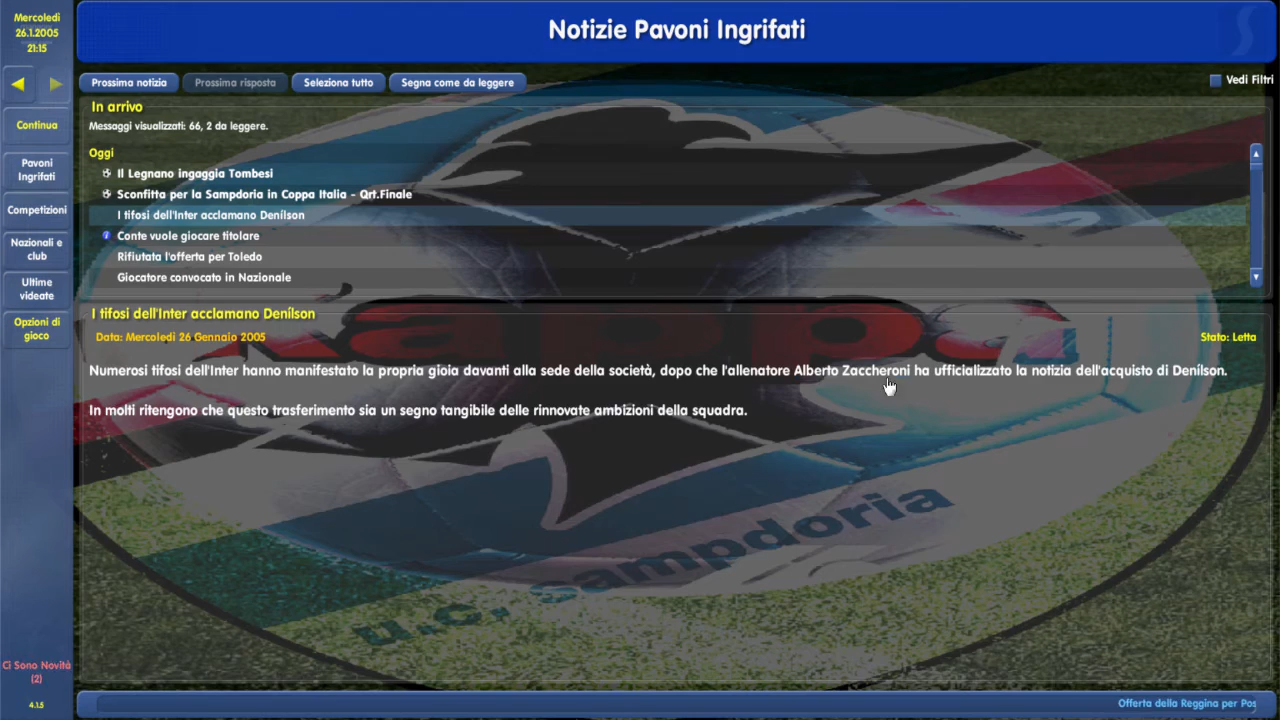 Mercoledì
26.1.2005
21:15
Notizie Pavoni Ingrifati
Prossima notizia
Prossima risposta
Seleziona tutto
Segna come da leggere
Vedi Filtri
Continua
Pavoni
Ingrifati
Competizioni
Nazionali e
club
Ultime
videate
Opzioni di
gioco
In arrivo
Messaggi visualizzati: 66, 2 da leggere.
Oggi
Il Legnano ingaggia Tombesi
Sconfitta per la Sampdoria in Coppa Italia - Qrt.Finale
I tifosi dell'Inter acclamano Denílson
Conte vuole giocare titolare
Rifiutata l'offerta per Toledo
Giocatore convocato in Nazionale
I tifosi dell'Inter acclamano Denílson
Data: Mercoledì 26 Gennaio 2005
Stato: Letta
Numerosi tifosi dell'Inter hanno manifestato la propria gioia davanti alla sede della società, dopo che l'allenatore Alberto Zaccheroni ha ufficializzato la notizia dell'acquisto di Denílson.
In molti ritengono che questo trasferimento sia un segno tangibile delle rinnovate ambizioni della squadra.
Kappa
u.c. sampdoria
Ci Sono Novità
(2)
4.1.5
Offerta della Reggina per Pos